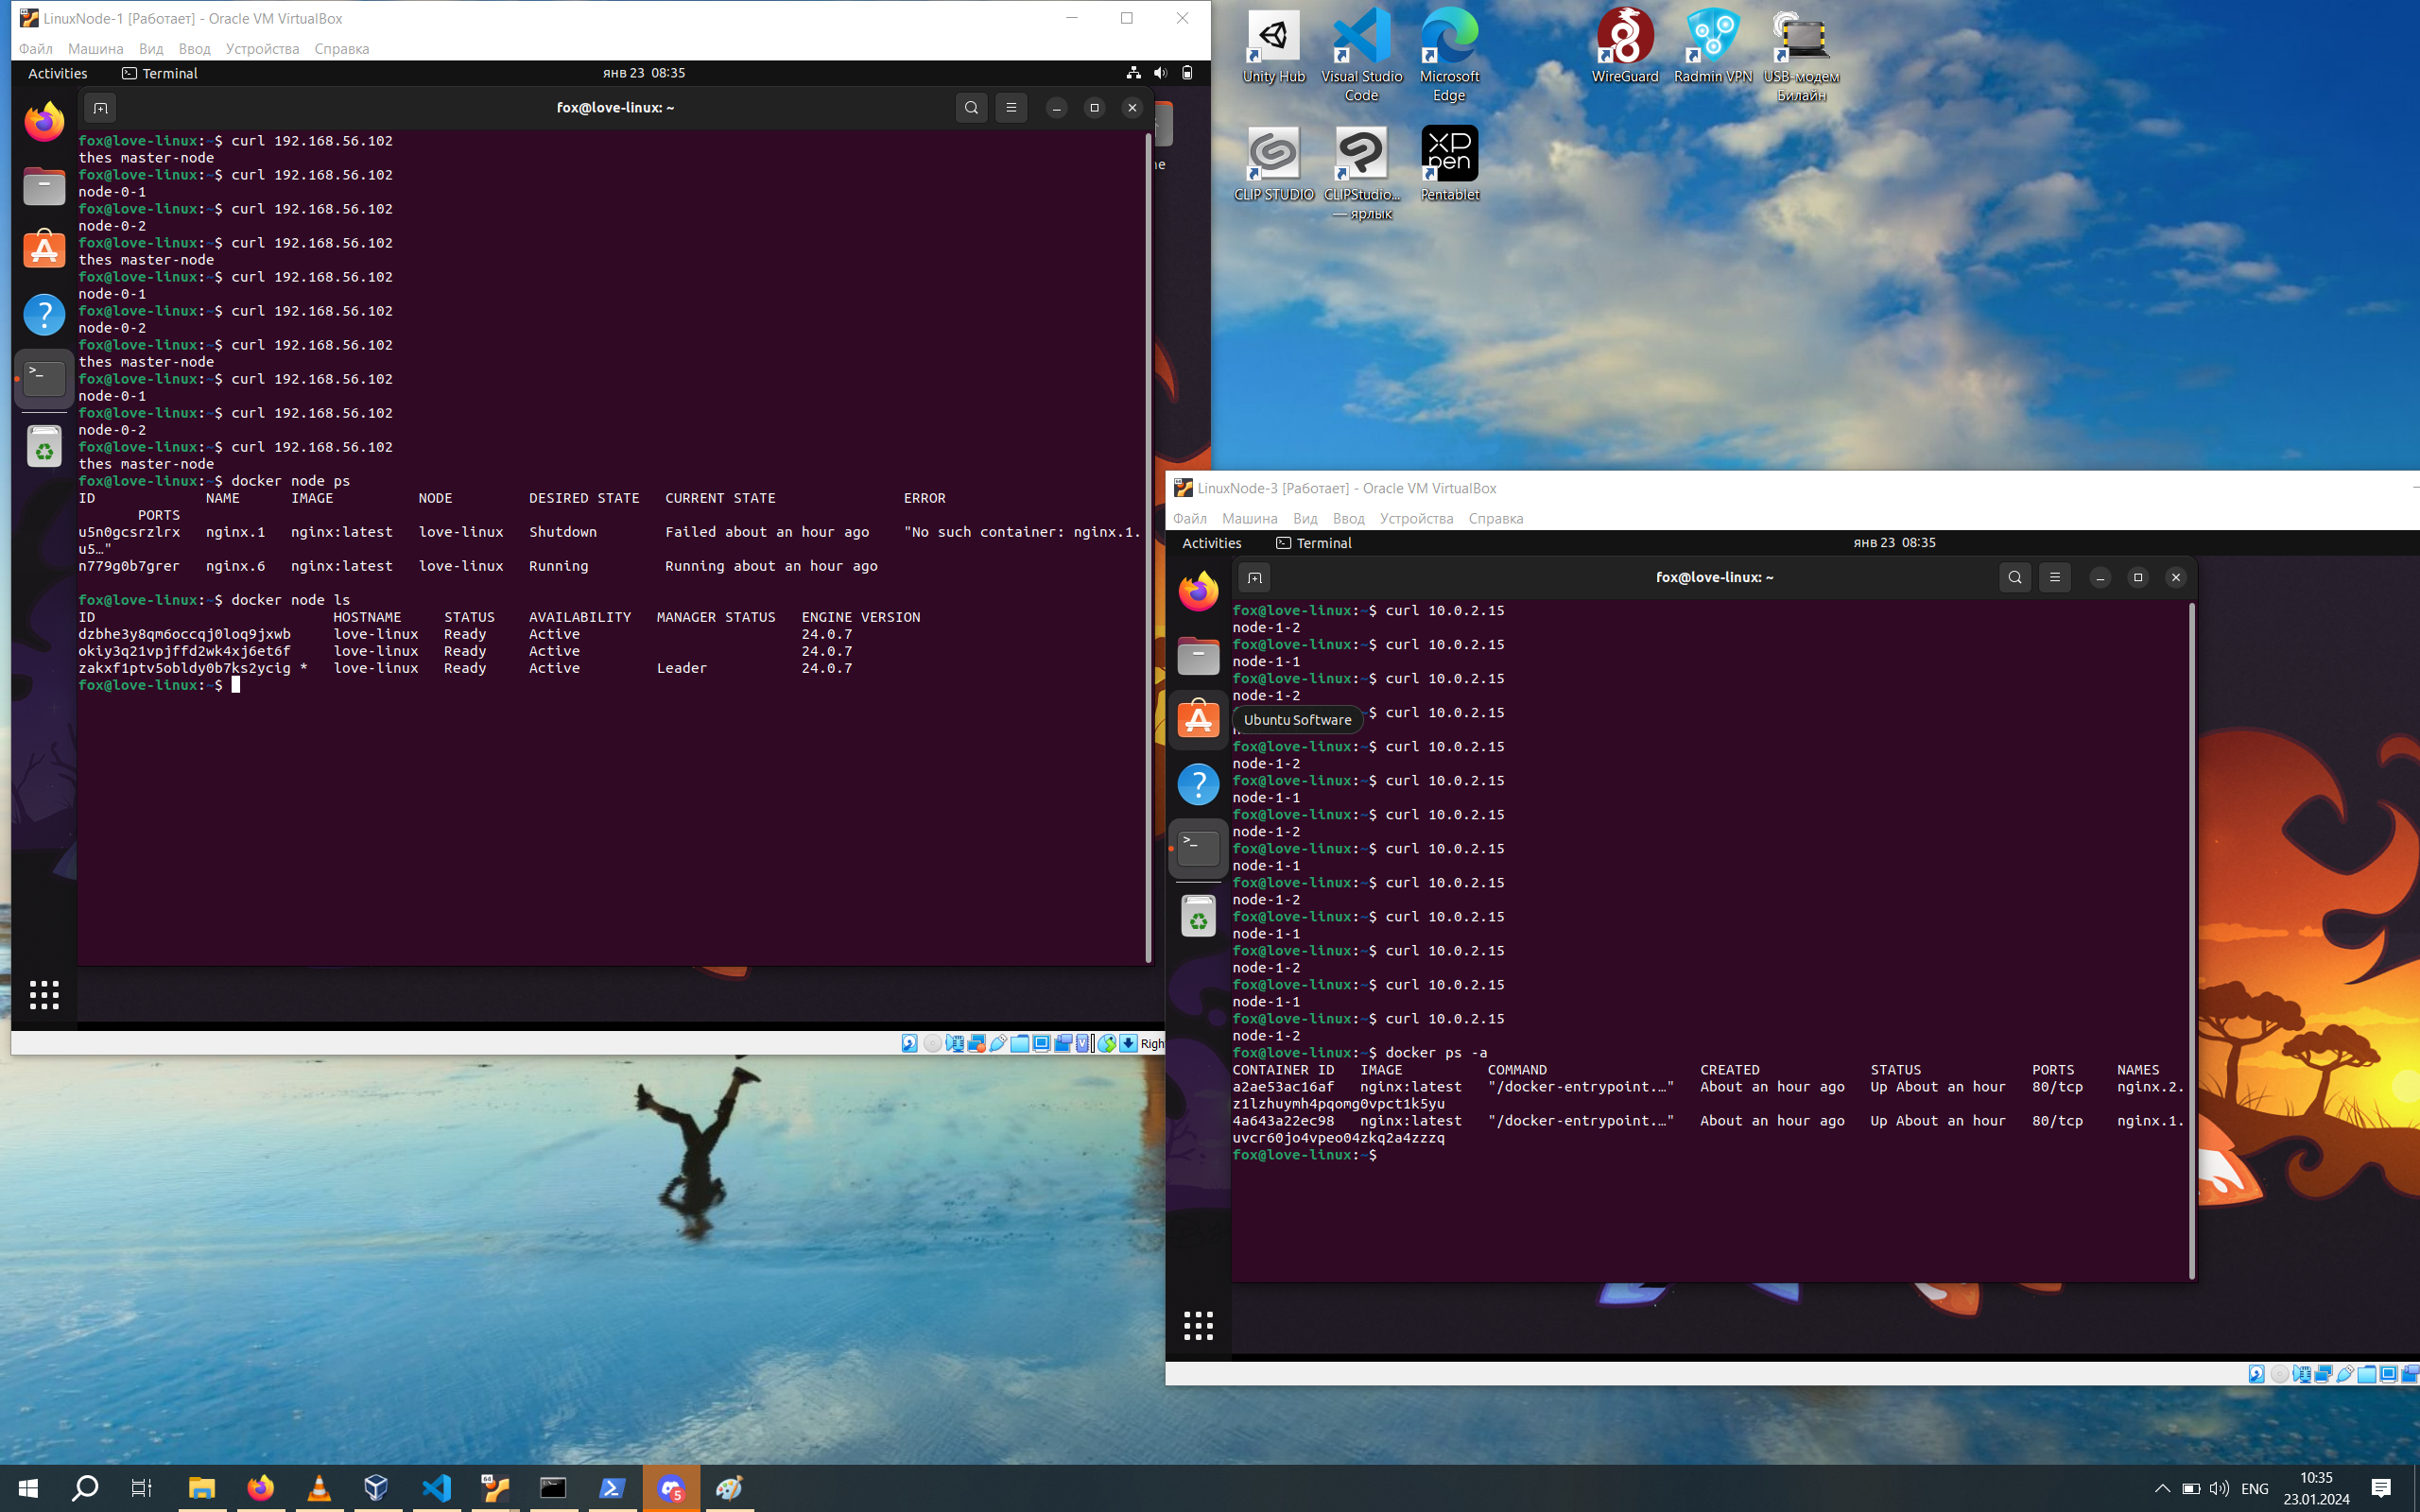 LinuxNode-1 [Работает] - Oracle VM VirtualBox
Файл Машина Вид Ввод Устройства Справка
Activities Terminal янв 23 08:35
fox@love-linux: ~
fox@love-linux:~$ curl 192.168.56.102
thes master-node
fox@love-linux:~$ curl 192.168.56.102
node-0-1
fox@love-linux:~$ curl 192.168.56.102
node-0-2
fox@love-linux:~$ curl 192.168.56.102
thes master-node
fox@love-linux:~$ curl 192.168.56.102
node-0-1
fox@love-linux:~$ curl 192.168.56.102
node-0-2
fox@love-linux:~$ curl 192.168.56.102
thes master-node
fox@love-linux:~$ curl 192.168.56.102
node-0-1
fox@love-linux:~$ curl 192.168.56.102
node-0-2
fox@love-linux:~$ curl 192.168.56.102
thes master-node
fox@love-linux:~$ docker node ps
ID NAME IMAGE NODE DESIRED STATE CURRENT STATE ERROR
PORTS
u5n0gcsrzlrx nginx.1 nginx:latest love-linux Shutdown Failed about an hour ago "No such container: nginx.1.
u5…"
n779g0b7grer nginx.6 nginx:latest love-linux Running Running about an hour ago
fox@love-linux:~$ docker node ls
ID HOSTNAME STATUS AVAILABILITY MANAGER STATUS ENGINE VERSION
dzbhe3y8qm6occqj0loq9jxwb love-linux Ready Active 24.0.7
okiy3q21vpjffd2wk4xj6et6f love-linux Ready Active 24.0.7
zakxf1ptv5obldy0b7ks2ycig * love-linux Ready Active Leader 24.0.7
fox@love-linux:~$
Unity Hub
Visual Studio Code
Microsoft Edge
WireGuard
Radmin VPN
USB-модем Билайн
CLIP STUDIO
CLIPStudio... — ярлык
XP pen
Pentablet
LinuxNode-3 [Работает] - Oracle VM VirtualBox
Файл Машина Вид Ввод Устройства Справка
Activities Terminal янв 23 08:35
fox@love-linux: ~
fox@love-linux:~$ curl 10.0.2.15
node-1-2
fox@love-linux:~$ curl 10.0.2.15
node-1-1
fox@love-linux:~$ curl 10.0.2.15
node-1-2
Ubuntu Software ~$ curl 10.0.2.15
fox@love-linux:~$ curl 10.0.2.15
node-1-2
fox@love-linux:~$ curl 10.0.2.15
node-1-1
fox@love-linux:~$ curl 10.0.2.15
node-1-2
fox@love-linux:~$ curl 10.0.2.15
node-1-1
fox@love-linux:~$ curl 10.0.2.15
node-1-2
fox@love-linux:~$ curl 10.0.2.15
node-1-1
fox@love-linux:~$ curl 10.0.2.15
node-1-2
fox@love-linux:~$ curl 10.0.2.15
node-1-1
fox@love-linux:~$ curl 10.0.2.15
node-1-2
fox@love-linux:~$ docker ps -a
CONTAINER ID IMAGE COMMAND CREATED STATUS PORTS NAMES
a2ae53ac16af nginx:latest "/docker-entrypoint.…" About an hour ago Up About an hour 80/tcp nginx.2.
z1lzhuymh4pqomg0vpct1k5yu
4a643a22ec98 nginx:latest "/docker-entrypoint.…" About an hour ago Up About an hour 80/tcp nginx.1.
uvcr60jo4vpeo04zkq2a4zzzq
fox@love-linux:~$
Righ
5
ENG
10:35
23.01.2024